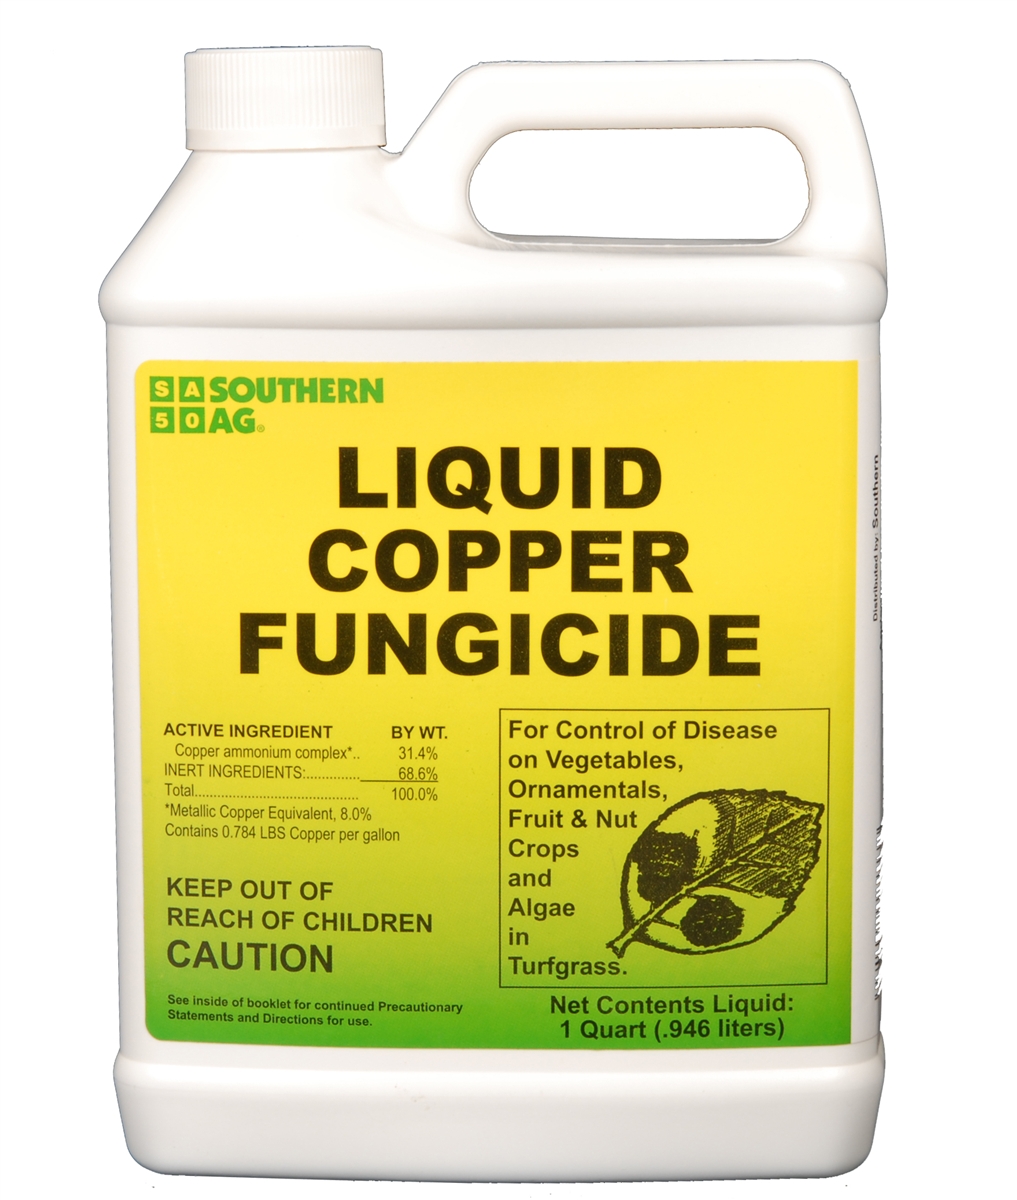 SA SOUTHERN
50 AG®
LIQUID
COPPER
FUNGICIDE
ACTIVE INGREDIENT BY WT.
Copper ammonium complex*.. 31.4%
INERT INGREDIENTS:............. 68.6%
Total......................................... 100.0%
*Metallic Copper Equivalent, 8.0%
Contains 0.784 LBS Copper per gallon
KEEP OUT OF
REACH OF CHILDREN
CAUTION
See inside of booklet for continued Precautionary
Statements and Directions for use.
For Control of Disease
on Vegetables,
Ornamentals,
Fruit & Nut
Crops
and
Algae
in
Turfgrass.
Net Contents Liquid:
1 Quart (.946 liters)
Distributed by: Southern